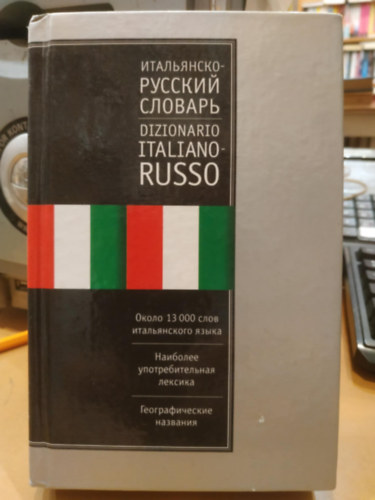 ИТАЛЬЯНСКО-
РУССКИЙ
СЛОВАРЬ
DIZIONARIO
ITALIANO-
RUSSO
Около 13 000 слов
итальянского языка
Наиболее
употребительная
лексика
Географические
названия